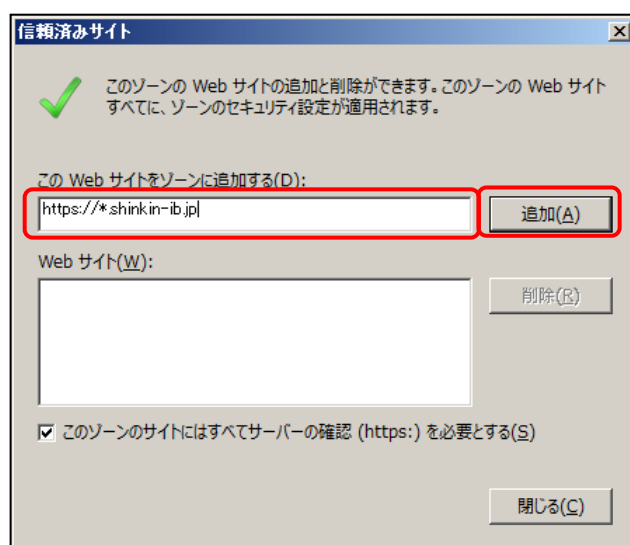 信頼済みサイト
このゾーンの Web サイトの追加と削除ができます。このゾーンの Web サイト
すべてに、ゾーンのセキュリティ設定が適用されます。
この Web サイトをゾーンに追加する(D):
https://*.shinkin-ib.jp
追加(A)
Web サイト(W):
削除(R)
このゾーンのサイトにはすべてサーバーの確認 (https:) を必要とする(S)
閉じる(C)